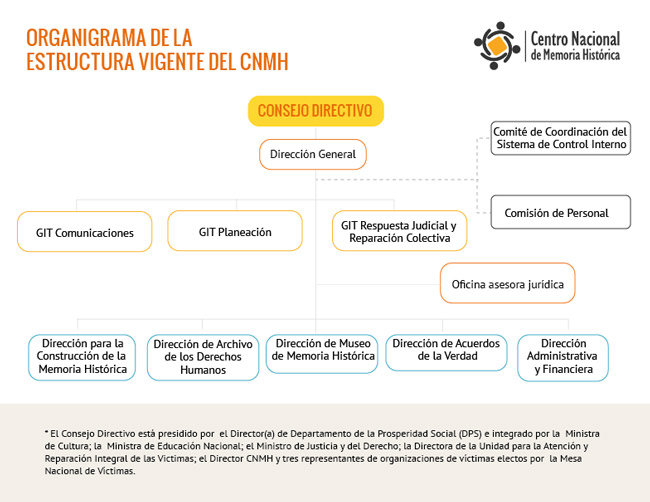 ORGANIGRAMA DE LA
ESTRUCTURA VIGENTE DEL CNMH
Centro Nacional
de Memoria Histórica
CONSEJO DIRECTIVO
Dirección General
Comité de Coordinación del
Sistema de Control Interno
Comisión de Personal
GIT Comunicaciones
GIT Planeación
GIT Respuesta Judicial y
Reparación Colectiva
Oficina asesora jurídica
Dirección para la
Construcción de la
Memoria Histórica
Dirección de Archivo
de los Derechos
Humanos
Dirección de Museo
de Memoria Histórica
Dirección de Acuerdos
de la Verdad
Dirección
Administrativa
y Financiera
* El Consejo Directivo está presidido por el Director(a) de Departamento de la Prosperidad Social (DPS) e integrado por la Ministra
de Cultura; la Ministra de Educación Nacional; el Ministro de Justicia y del Derecho; la Directora de la Unidad para la Atención y
Reparación Integral de las Victimas; el Director CNMH y tres representantes de organizaciones de víctimas electos por la Mesa
Nacional de Víctimas.